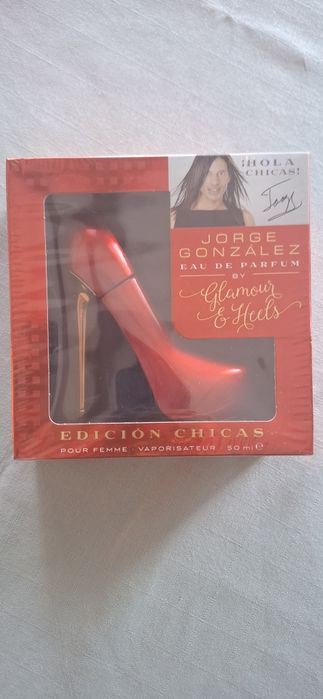 ¡HOLA
CHICAS!
JORGE
GONZÁLEZ
EAU DE PARFUM
BY
Glamour
& Heels
EDICIÓN CHICAS
POUR FEMME · VAPORISATEUR · 50 ml ℮